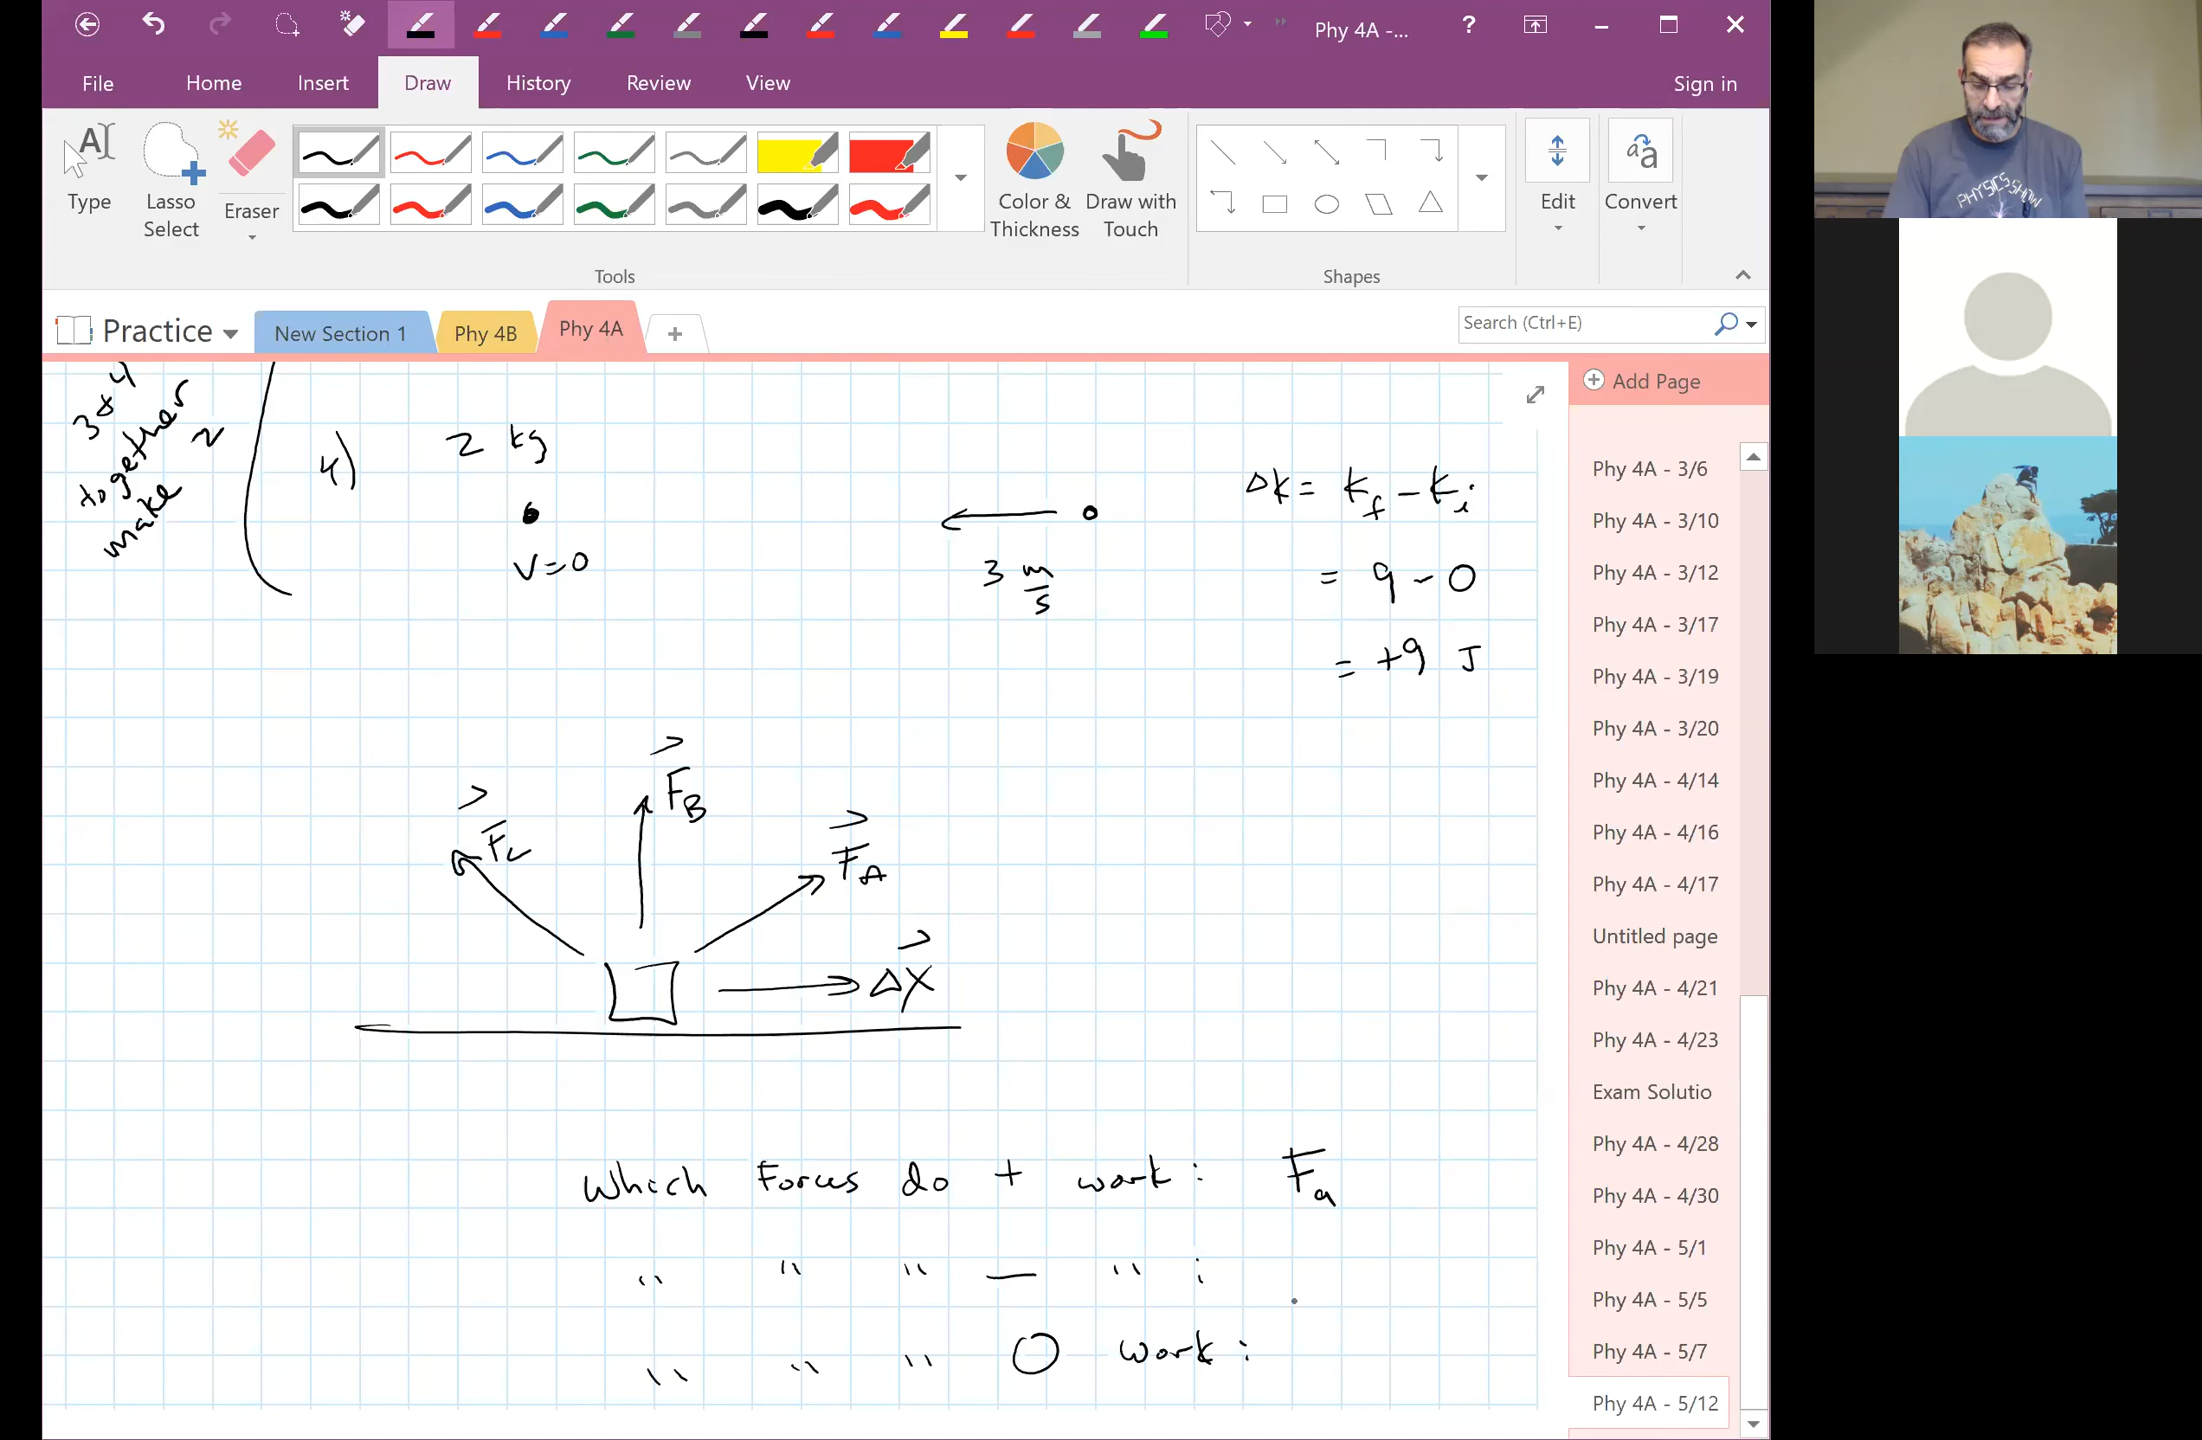 Phy 4A -...
?
File Home Insert Draw History Review View Sign in
Type
Lasso Select
Eraser
Color & Thickness
Draw with Touch
Edit
Convert
Tools
Shapes
Practice New Section 1 Phy 4B Phy 4A +
Search (Ctrl+E)
Add Page
Phy 4A - 3/6
Phy 4A - 3/10
Phy 4A - 3/12
Phy 4A - 3/17
Phy 4A - 3/19
Phy 4A - 3/20
Phy 4A - 4/14
Phy 4A - 4/16
Phy 4A - 4/17
Untitled page
Phy 4A - 4/21
Phy 4A - 4/23
Exam Solutio
Phy 4A - 4/28
Phy 4A - 4/30
Phy 4A - 5/1
Phy 4A - 5/5
Phy 4A - 5/7
Phy 4A - 5/12
3 & 4
together
make
4) 2 kg
v=0
3 m/s
ΔK = Kf - Ki
= 9 - 0
= +9 J
FC
FB
FA
ΔX
Which Forces do + work: Fa
" " " — " :
" " " 0 work:
PHYSICS SHOW